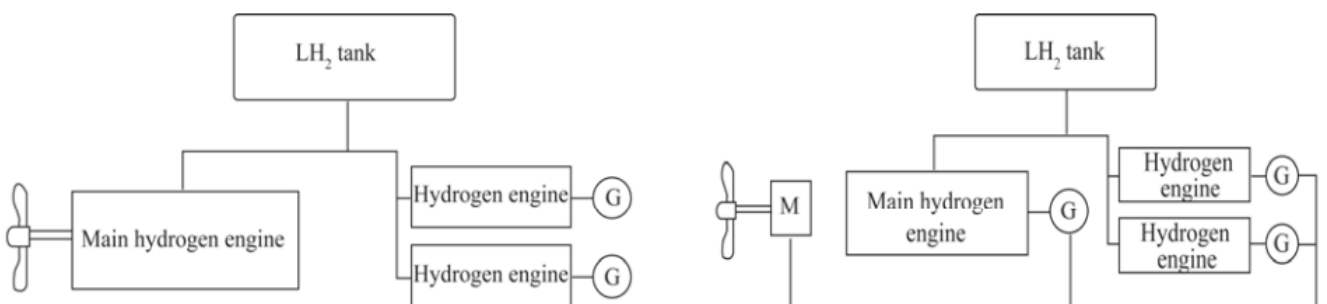 LH₂ tank
Hydrogen engine G
Main hydrogen engine
Hydrogen engine G
LH₂ tank
Hydrogen
engine
G
M
Main hydrogen
engine
G
Hydrogen
engine
G